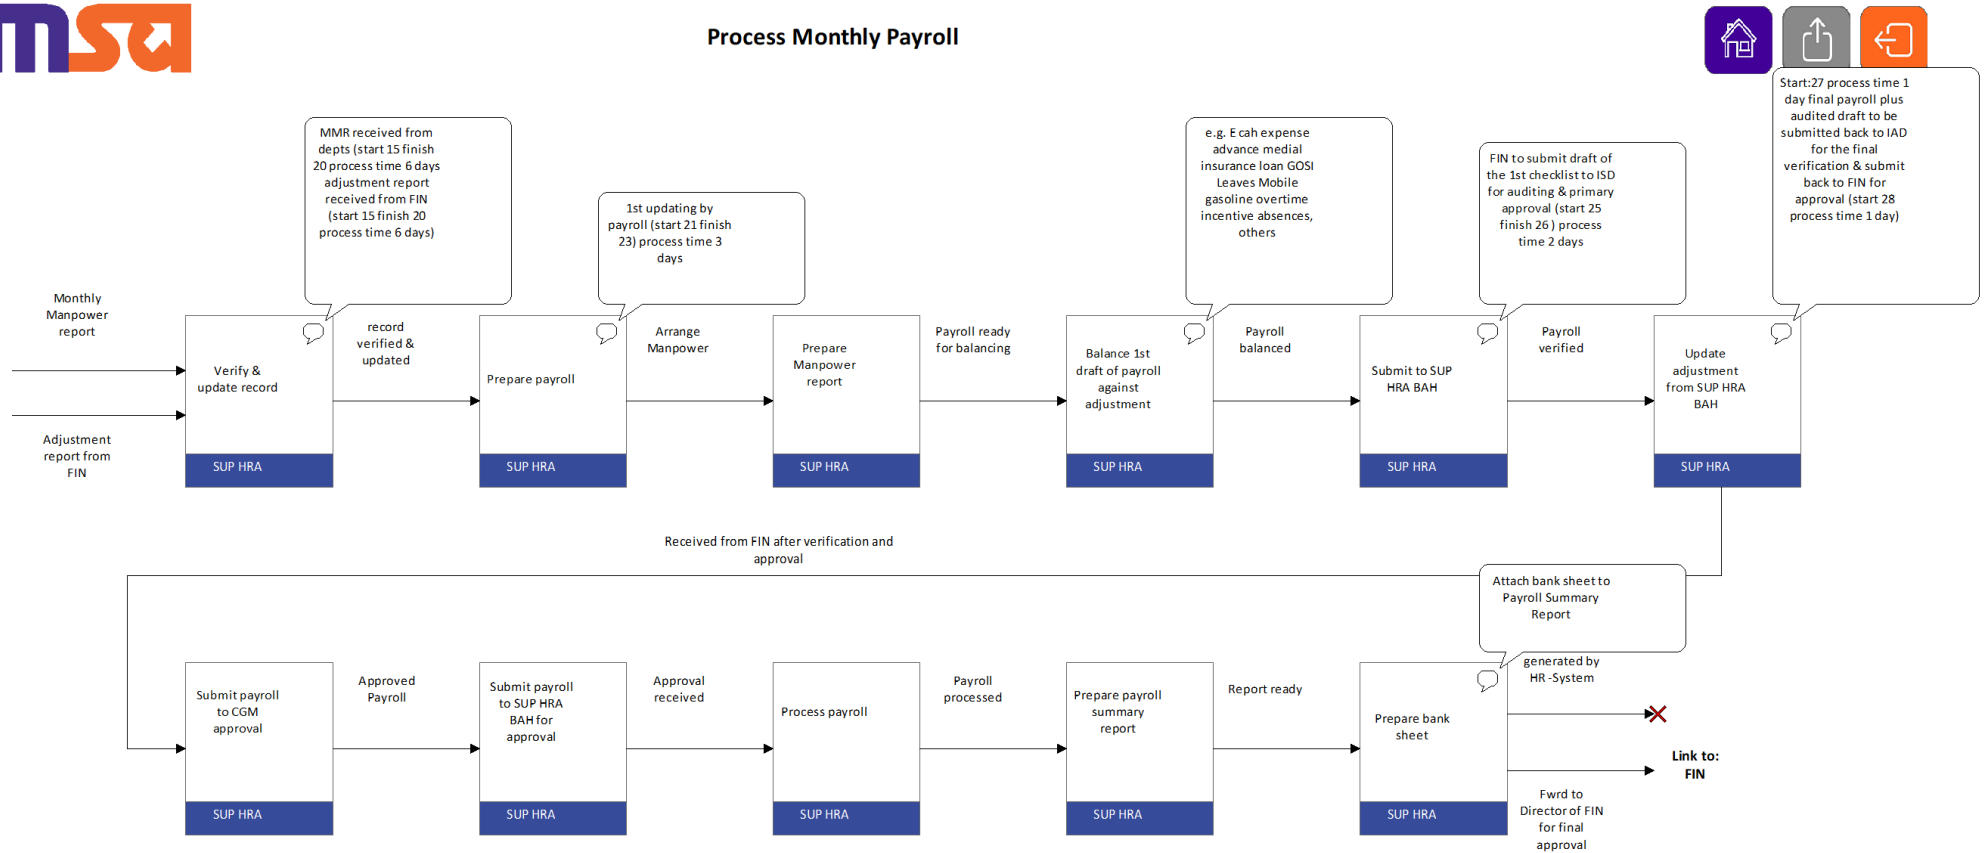 msa
Process Monthly Payroll
MMR received from
depts (start 15 finish
20 process time 6 days
adjustment report
received from FIN
(start 15 finish 20
process time 6 days)
1st updating by
payroll (start 21 finish
23) process time 3
days
e.g. E cah expense
advance medial
insurance loan GOSI
Leaves Mobile
gasoline overtime
incentive absences,
others
FIN to submit draft of
the 1st checklist to ISD
for auditing & primary
approval (start 25
finish 26 ) process
time 2 days
Start:27 process time 1
day final payroll plus
audited draft to be
submitted back to IAD
for the final
verification & submit
back to FIN for
approval (start 28
process time 1 day)
Monthly
Manpower
report
Adjustment
report from
FIN
Verify &
update record
SUP HRA
record
verified &
updated
Prepare payroll
SUP HRA
Arrange
Manpower
Prepare
Manpower
report
SUP HRA
Payroll ready
for balancing
Balance 1st
draft of payroll
against
adjustment
SUP HRA
Payroll
balanced
Submit to SUP
HRA BAH
SUP HRA
Payroll
verified
Update
adjustment
from SUP HRA
BAH
SUP HRA
Received from FIN after verification and
approval
Submit payroll
to CGM
approval
SUP HRA
Approved
Payroll
Submit payroll
to SUP HRA
BAH for
approval
SUP HRA
Approval
received
Process payroll
SUP HRA
Payroll
processed
Prepare payroll
summary
report
SUP HRA
Report ready
Attach bank sheet to
Payroll Summary
Report
Prepare bank
sheet
SUP HRA
generated by
HR -System
Link to:
FIN
Fwrd to
Director of FIN
for final
approval